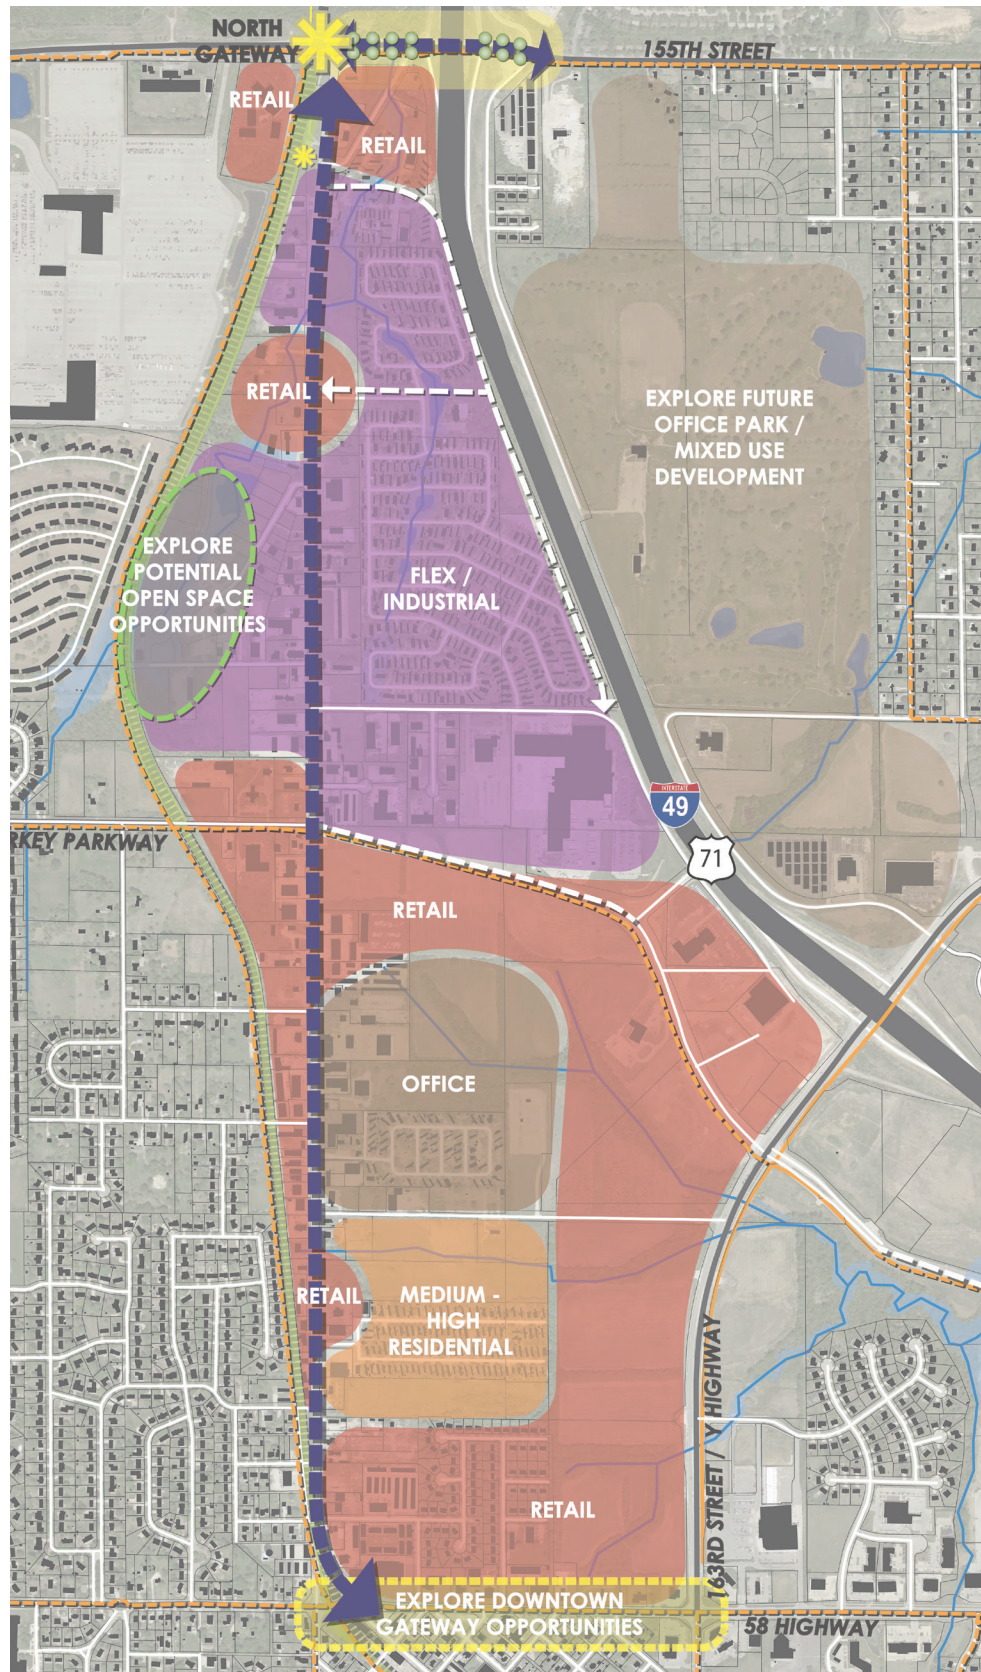 NORTH
GATEWAY
155TH STREET
RETAIL
RETAIL
RETAIL
EXPLORE FUTURE
OFFICE PARK /
MIXED USE
DEVELOPMENT
EXPLORE
POTENTIAL
OPEN SPACE
OPPORTUNITIES
FLEX /
INDUSTRIAL
INTERSTATE
49
71
RKEY PARKWAY
RETAIL
OFFICE
RETAIL
MEDIUM -
HIGH
RESIDENTIAL
163RD STREET / Y HIGHWAY
RETAIL
EXPLORE DOWNTOWN
GATEWAY OPPORTUNITIES
58 HIGHWAY